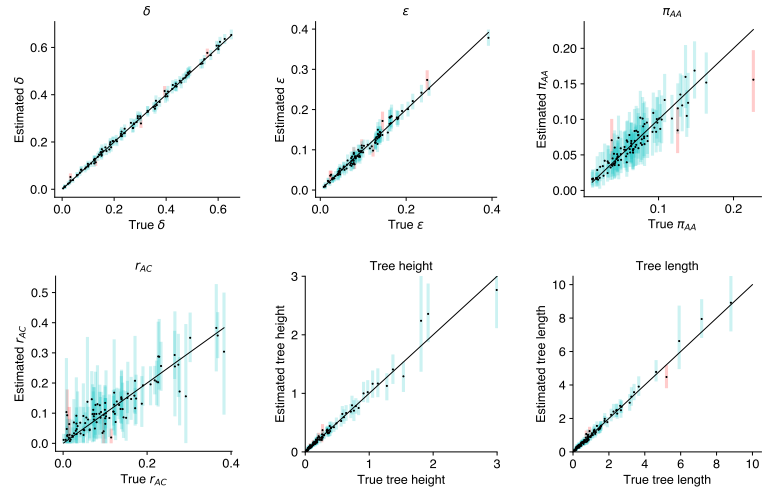 δ
Estimated δ
0.6
0.4
0.2
0.0
0.0 0.2 0.4 0.6
True δ
ε
Estimated ε
0.4
0.3
0.2
0.1
0.0
0.0 0.2 0.4
True ε
π_AA
Estimated π_AA
0.20
0.15
0.10
0.05
0.00
0.1 0.2
True π_AA
r_AC
Estimated r_AC
0.5
0.4
0.3
0.2
0.1
0.0
0.0 0.2 0.4
True r_AC
Tree height
Estimated tree height
3
2
1
0
0 1 2 3
True tree height
Tree length
Estimated tree length
10
8
6
4
2
0
0 2 4 6 8 10
True tree length